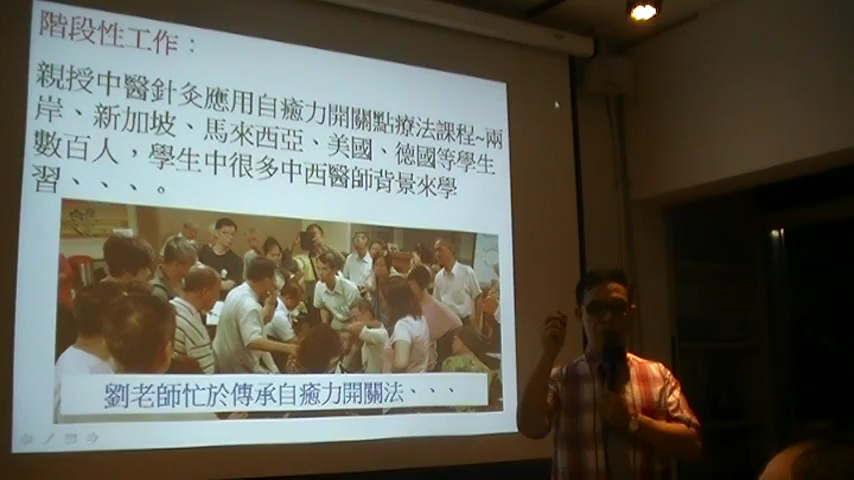 階段性工作：
親授中醫針灸應用自癒力開關點療法課程~兩
岸、新加坡、馬來西亞、美國、德國等學生
數百人，學生中很多中西醫師背景來學
習、、、。
劉老師忙於傳承自癒力開關法、、、